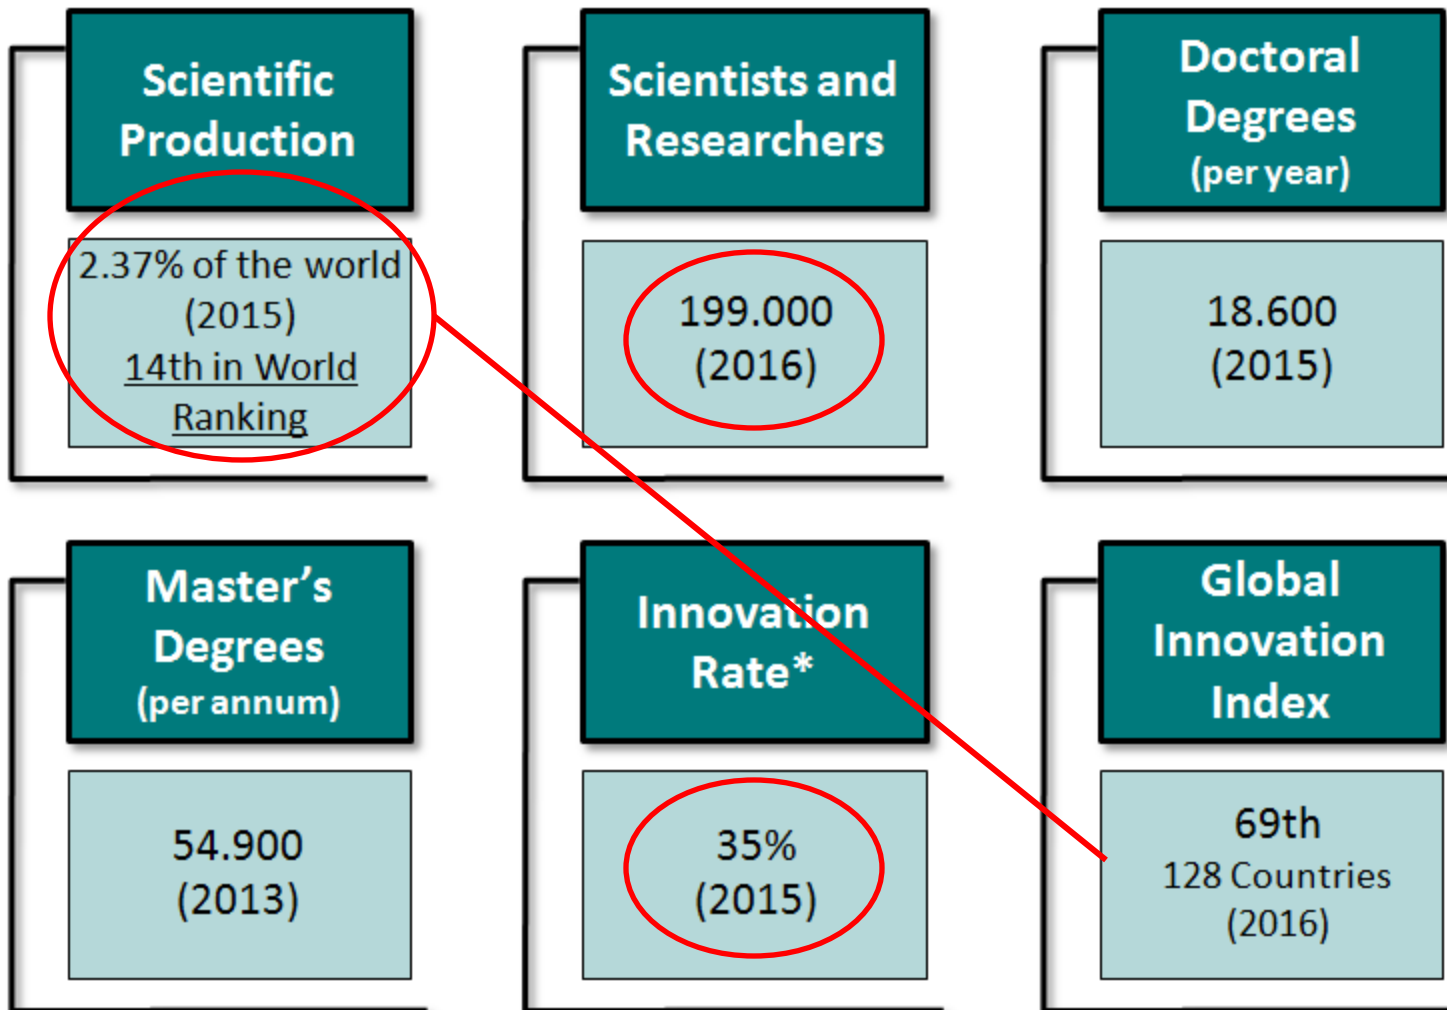 Scientific
Production
2.37% of the world
(2015)
14th in World
Ranking
Scientists and
Researchers
199.000
(2016)
Doctoral
Degrees
(per year)
18.600
(2015)
Master’s
Degrees
(per annum)
54.900
(2013)
Innovation
Rate*
35%
(2015)
Global
Innovation
Index
69th
128 Countries
(2016)